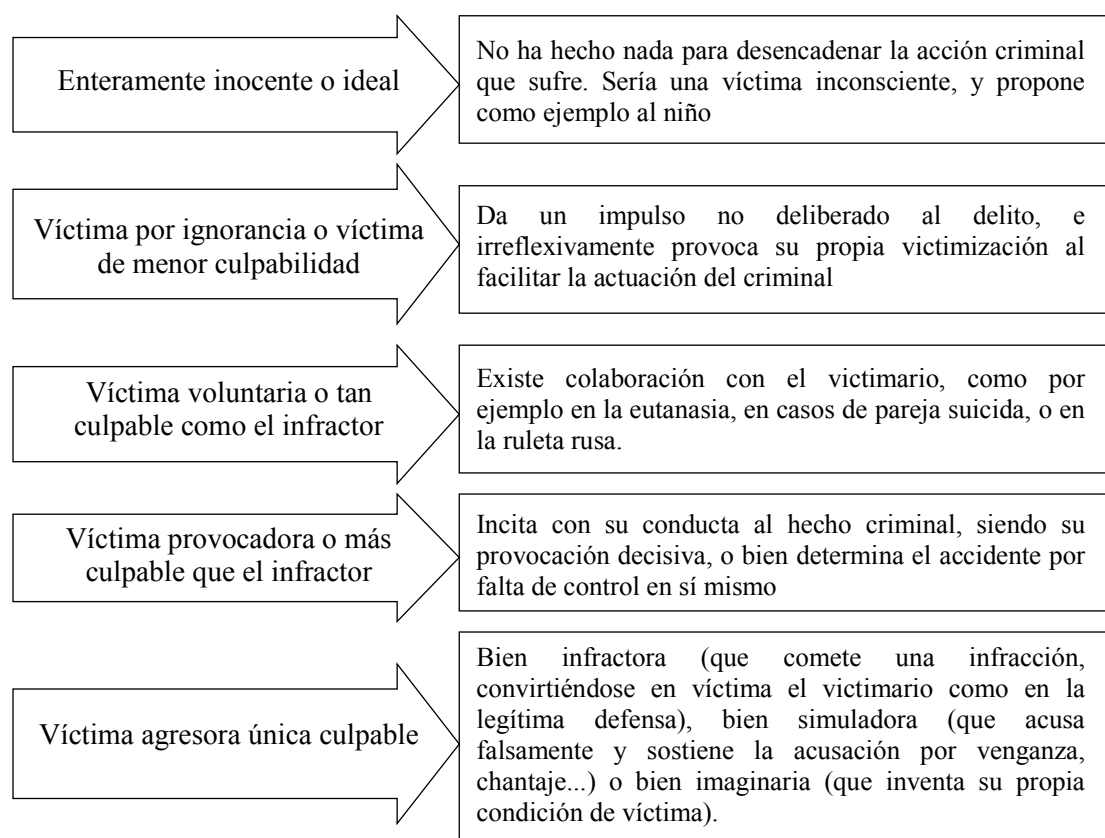 Enteramente inocente o ideal
No ha hecho nada para desencadenar la acción criminal
que sufre. Sería una víctima inconsciente, y propone
como ejemplo al niño
Víctima por ignorancia o víctima
de menor culpabilidad
Da un impulso no deliberado al delito, e
irreflexivamente provoca su propia victimización al
facilitar la actuación del criminal
Víctima voluntaria o tan
culpable como el infractor
Existe colaboración con el victimario, como por
ejemplo en la eutanasia, en casos de pareja suicida, o en
la ruleta rusa.
Víctima provocadora o más
culpable que el infractor
Incita con su conducta al hecho criminal, siendo su
provocación decisiva, o bien determina el accidente por
falta de control en sí mismo
Víctima agresora única culpable
Bien infractora (que comete una infracción,
convirtiéndose en víctima el victimario como en la
legítima defensa), bien simuladora (que acusa
falsamente y sostiene la acusación por venganza,
chantaje...) o bien imaginaria (que inventa su propia
condición de víctima).